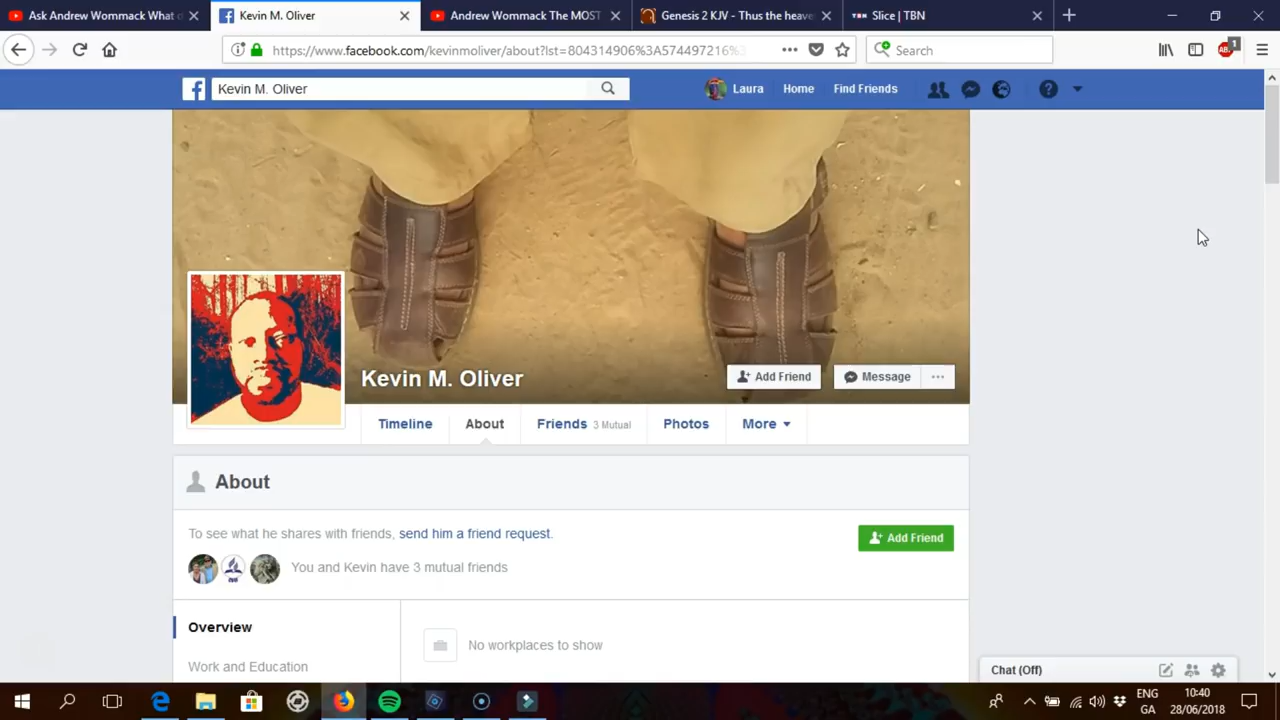 Ask Andrew Wommack What
Kevin M. Oliver
Andrew Wommack The MOST
Genesis 2 KJV - Thus the heave
Slice | TBN
https://www.facebook.com/kevinmoliver/about?lst=804314906%3A574497216%
Search
ABP
1
Kevin M. Oliver
Laura
Home
Find Friends
Kevin M. Oliver
Add Friend
Message
Timeline
About
Friends 3 Mutual
Photos
More
About
To see what he shares with friends, send him a friend request.
Add Friend
You and Kevin have 3 mutual friends
Overview
No workplaces to show
Work and Education
Chat (Off)
ENG
GA
10:40
28/06/2018